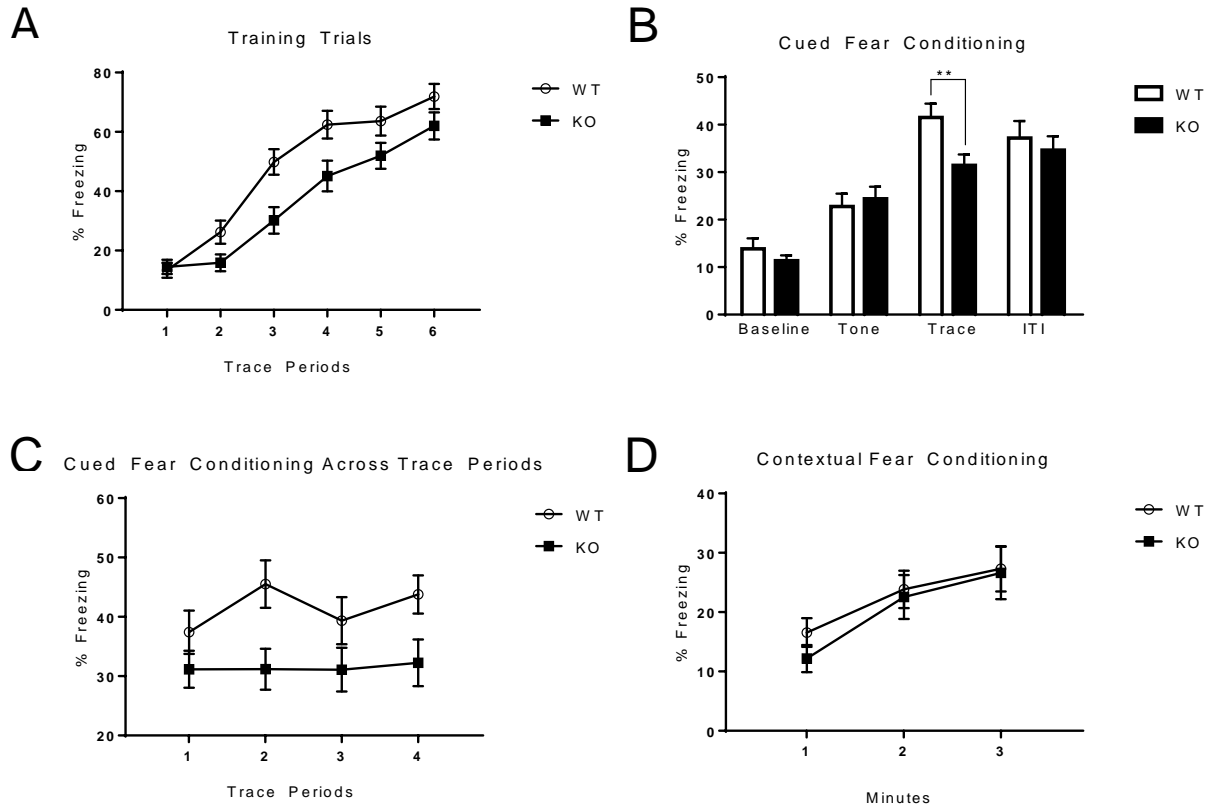 A
Training Trials
80
60
40
20
0
% Freezing
1 2 3 4 5 6
Trace Periods
WT
KO
B
Cued Fear Conditioning
50
40
30
20
10
0
% Freezing
**
Baseline Tone Trace ITI
WT
KO
C
Cued Fear Conditioning Across Trace Periods
60
50
40
30
20
% Freezing
1 2 3 4
Trace Periods
WT
KO
D
Contextual Fear Conditioning
40
30
20
10
0
% Freezing
1 2 3
Minutes
WT
KO